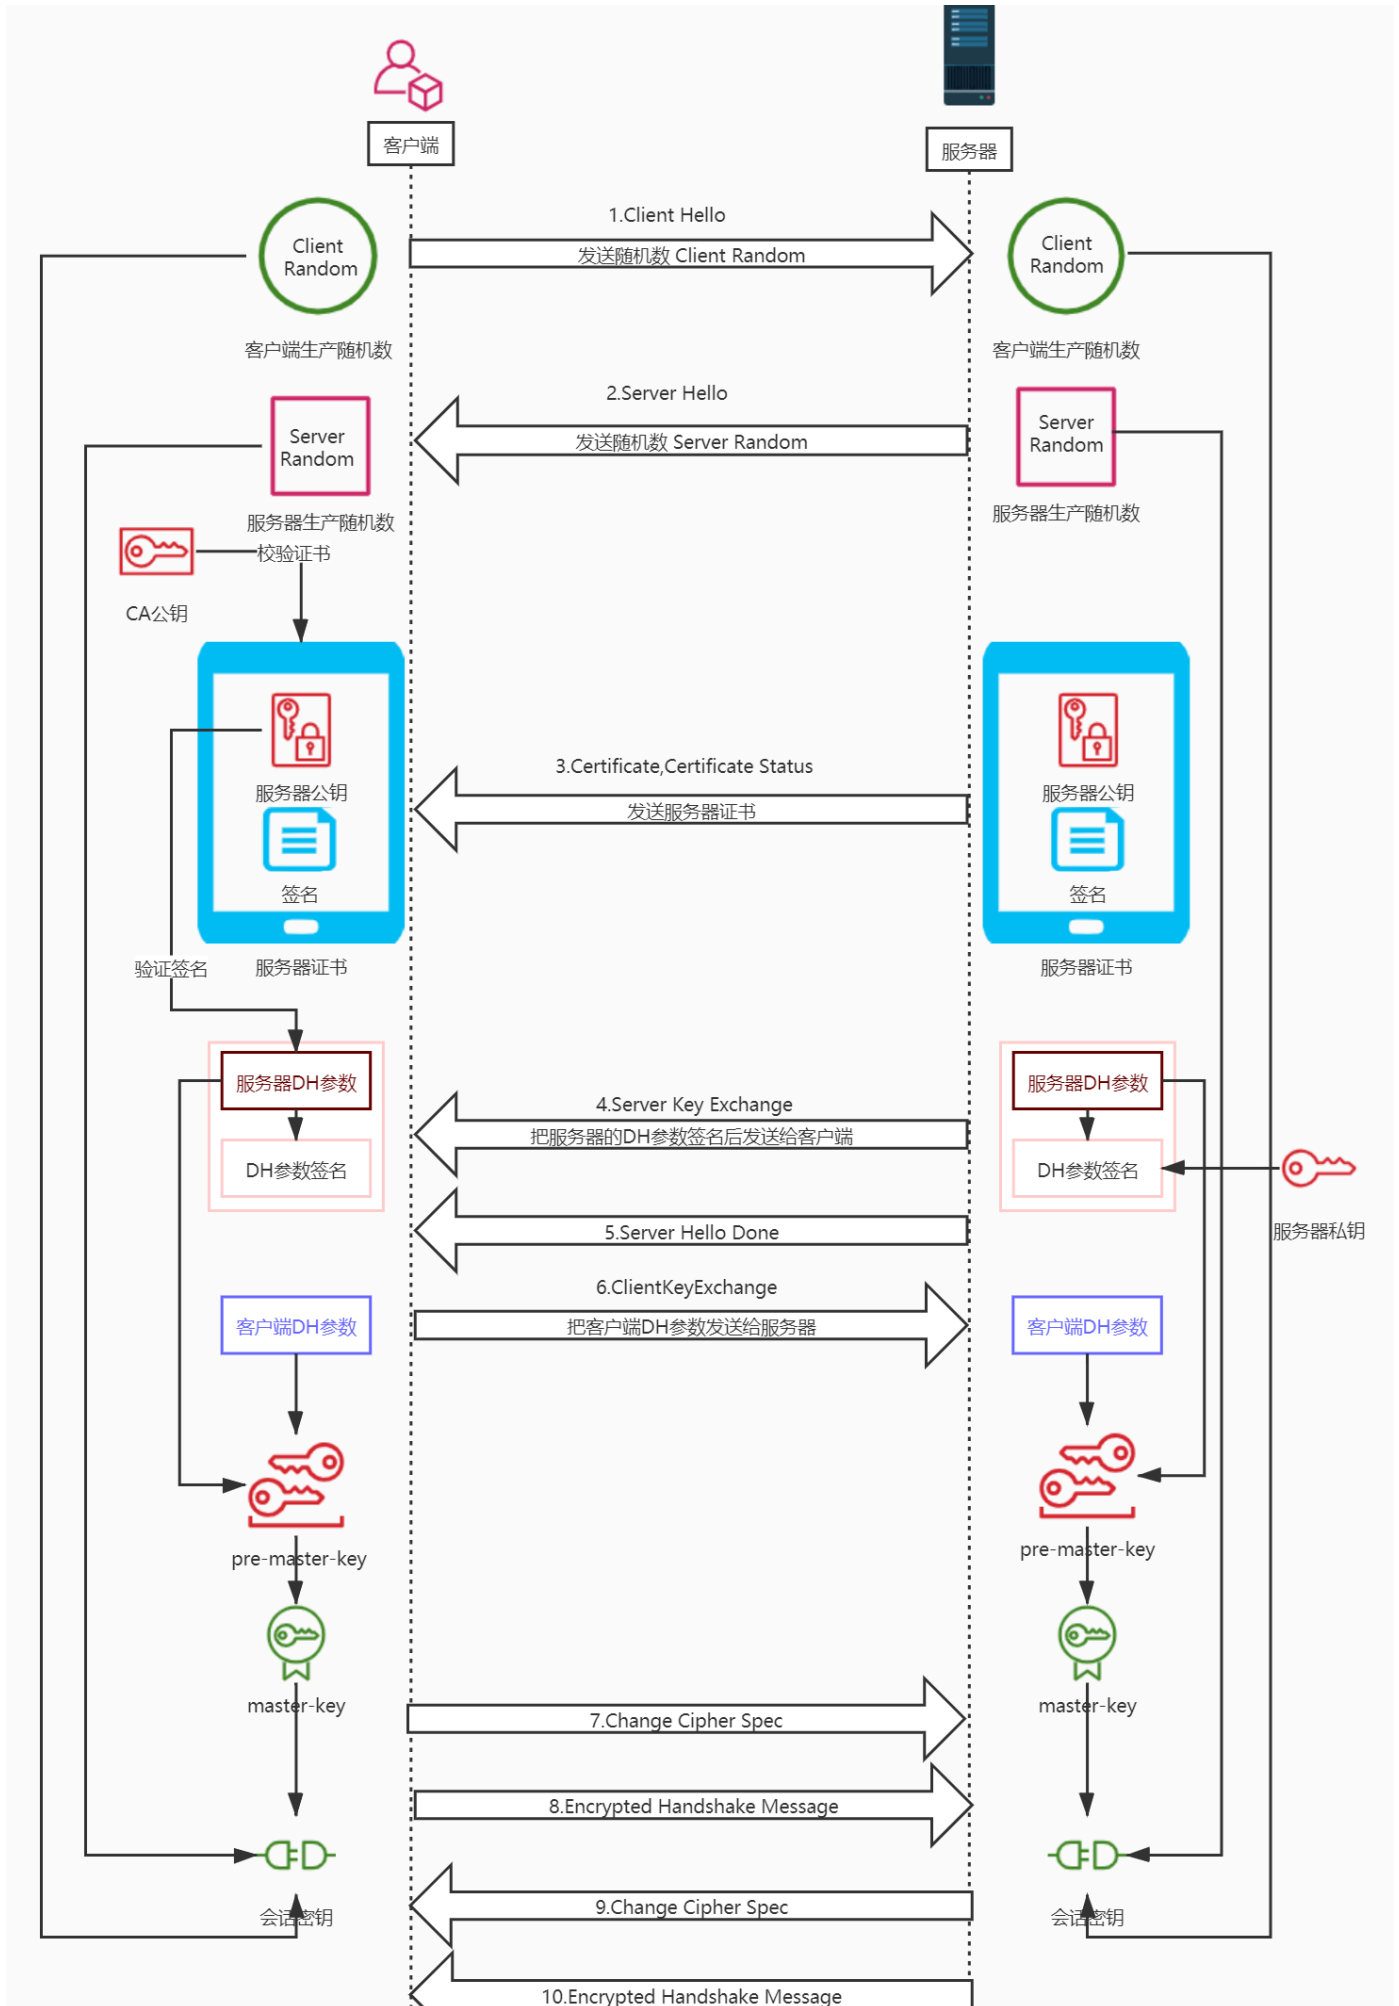 客户端
服务器
1.Client Hello
发送随机数 Client Random
Client
Random
Client
Random
客户端生产随机数
客户端生产随机数
2.Server Hello
发送随机数 Server Random
Server
Random
Server
Random
服务器生产随机数
服务器生产随机数
校验证书
CA公钥
3.Certificate,Certificate Status
发送服务器证书
服务器公钥
服务器公钥
签名
签名
验证签名
服务器证书
服务器证书
服务器DH参数
服务器DH参数
4.Server Key Exchange
把服务器的DH参数签名后发送给客户端
DH参数签名
DH参数签名
5.Server Hello Done
服务器私钥
6.ClientKeyExchange
把客户端DH参数发送给服务器
客户端DH参数
客户端DH参数
pre-master-key
pre-master-key
master-key
master-key
7.Change Cipher Spec
8.Encrypted Handshake Message
9.Change Cipher Spec
会话密钥
会话密钥
10.Encrypted Handshake Message